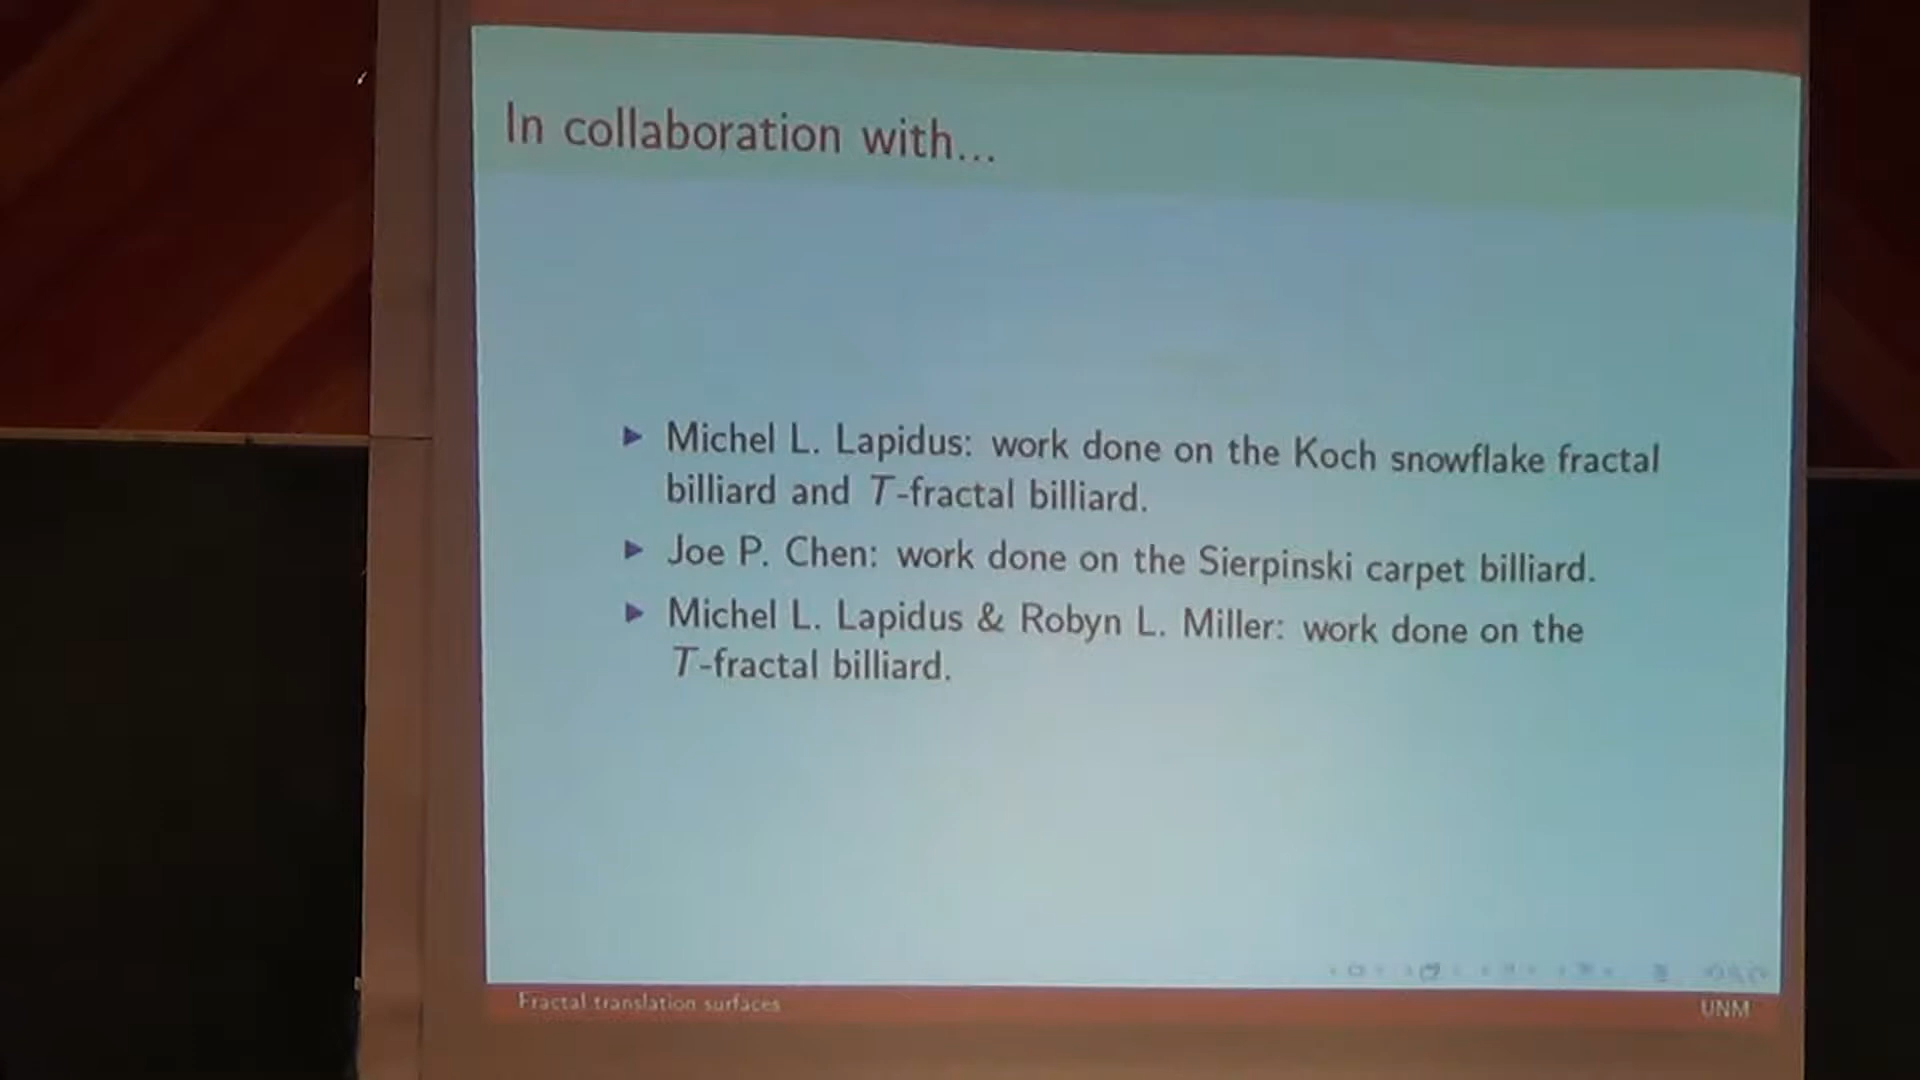 In collaboration with...
▶ Michel L. Lapidus: work done on the Koch snowflake fractal
billiard and T-fractal billiard.
▶ Joe P. Chen: work done on the Sierpinski carpet billiard.
▶ Michel L. Lapidus & Robyn L. Miller: work done on the
T-fractal billiard.
Fractal translation surfaces
UNM